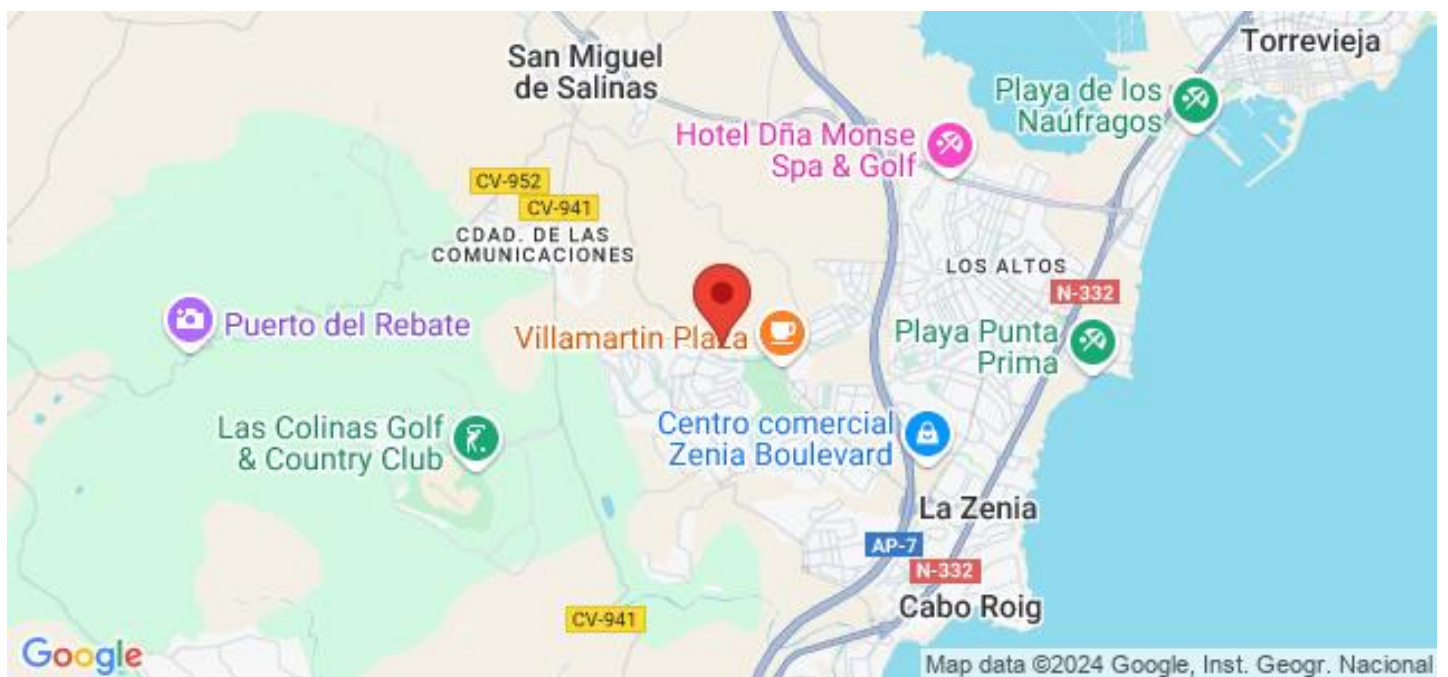 San Miguel
de Salinas
Torrevieja
Playa de los
Naúfragos
Hotel Dña Monse
Spa & Golf
CV-952
CV-941
CDAD. DE LAS
COMUNICACIONES
LOS ALTOS
N-332
Puerto del Rebate
Villamartin Plaza
Playa Punta
Prima
Las Colinas Golf
& Country Club
Centro comercial
Zenia Boulevard
La Zenia
AP-7
N-332
Cabo Roig
CV-941
Google
Map data ©2024 Google, Inst. Geogr. Nacional